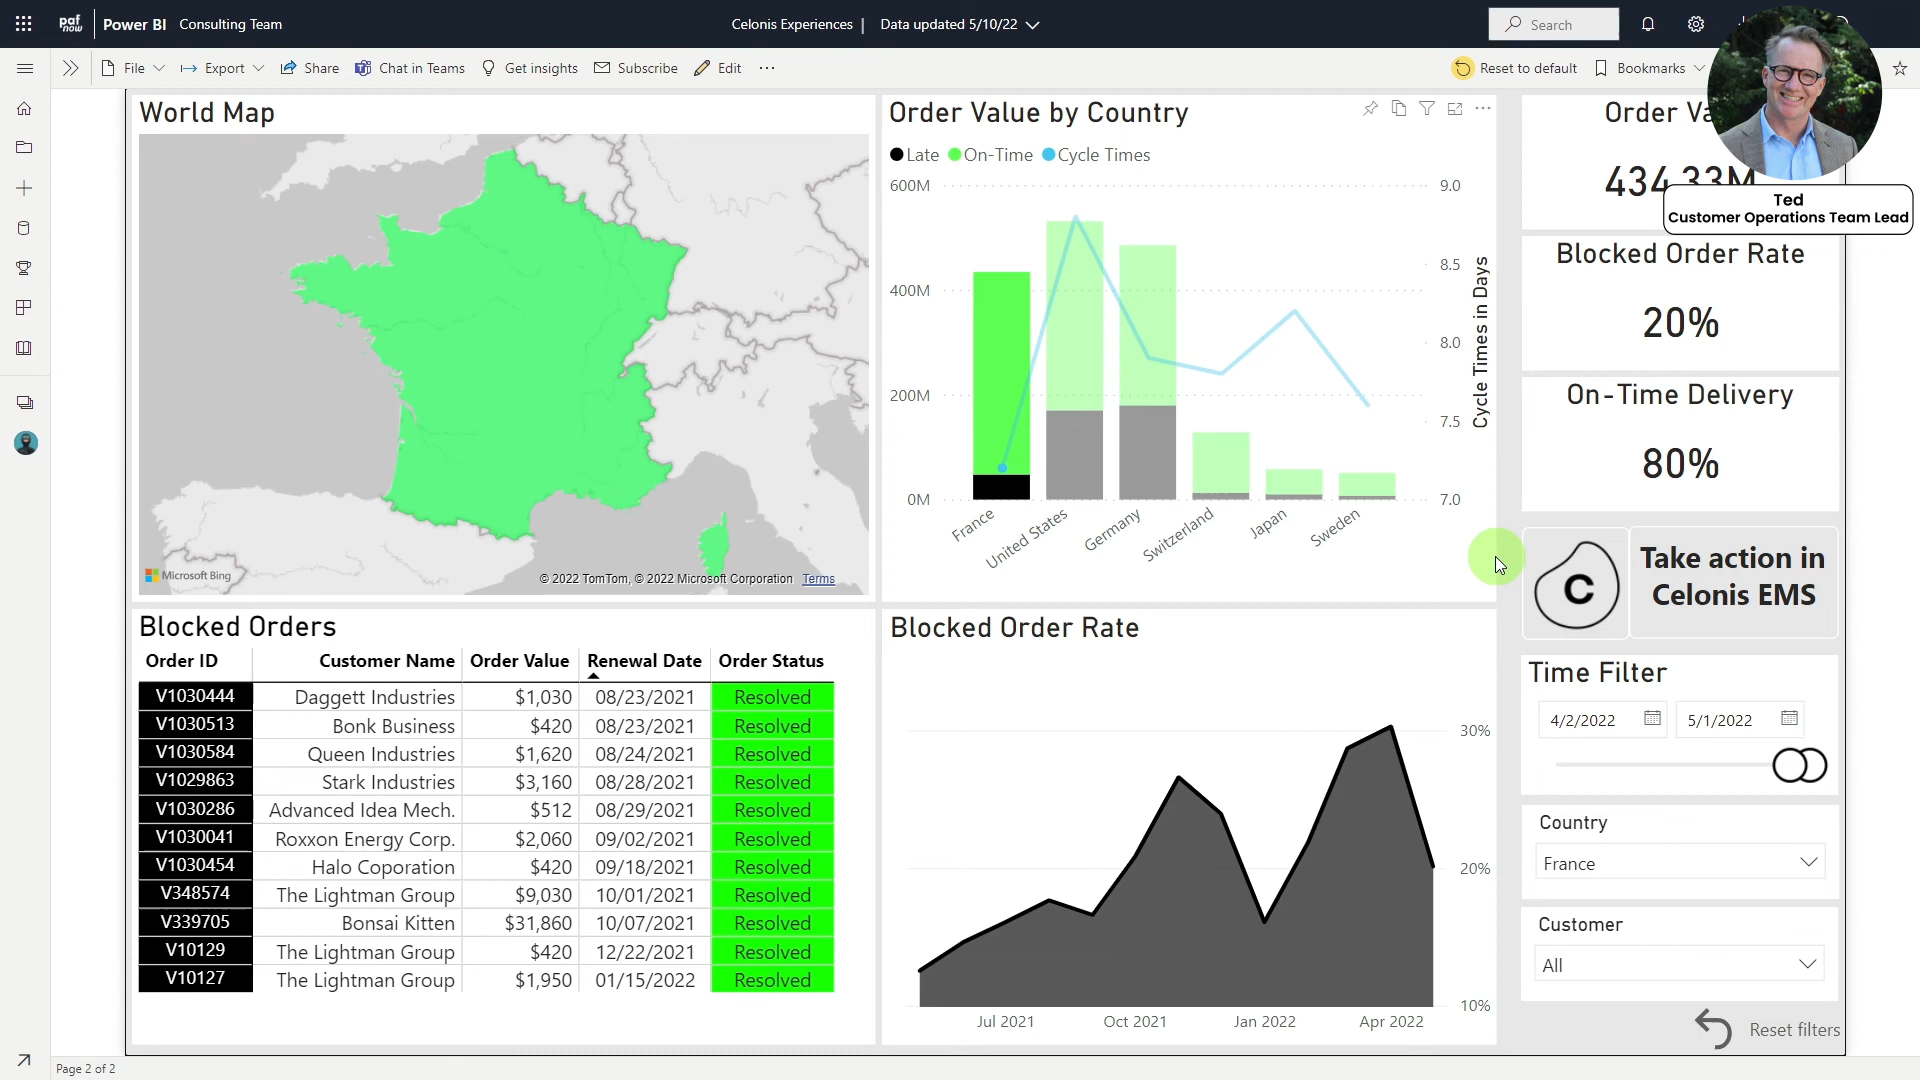 paf now
Power BI
Consulting Team
Celonis Experiences | Data updated 5/10/22
Search
File
Export
Share
Chat in Teams
Get insights
Subscribe
Edit
Reset to default
Bookmarks
World Map
Microsoft Bing
© 2022 TomTom, © 2022 Microsoft Corporation Terms
Order Value by Country
Late On-Time Cycle Times
600M
400M
200M
0M
9.0
8.5
8.0
7.5
7.0
Cycle Times in Days
France
United States
Germany
Switzerland
Japan
Sweden
Order Va
434.33M
Ted
Customer Operations Team Lead
Blocked Order Rate
20%
On-Time Delivery
80%
C
Take action in
Celonis EMS
Blocked Orders
Order ID Customer Name Order Value Renewal Date Order Status
V1030444 Daggett Industries $1,030 08/23/2021 Resolved
V1030513 Bonk Business $420 08/23/2021 Resolved
V1030584 Queen Industries $1,620 08/24/2021 Resolved
V1029863 Stark Industries $3,160 08/28/2021 Resolved
V1030286 Advanced Idea Mech. $512 08/29/2021 Resolved
V1030041 Roxxon Energy Corp. $2,060 09/02/2021 Resolved
V1030454 Halo Coporation $420 09/18/2021 Resolved
V348574 The Lightman Group $9,030 10/01/2021 Resolved
V339705 Bonsai Kitten $31,860 10/07/2021 Resolved
V10129 The Lightman Group $420 12/22/2021 Resolved
V10127 The Lightman Group $1,950 01/15/2022 Resolved
Blocked Order Rate
30%
20%
10%
Jul 2021
Oct 2021
Jan 2022
Apr 2022
Time Filter
4/2/2022
5/1/2022
Country
France
Customer
All
Reset filters
Page 2 of 2